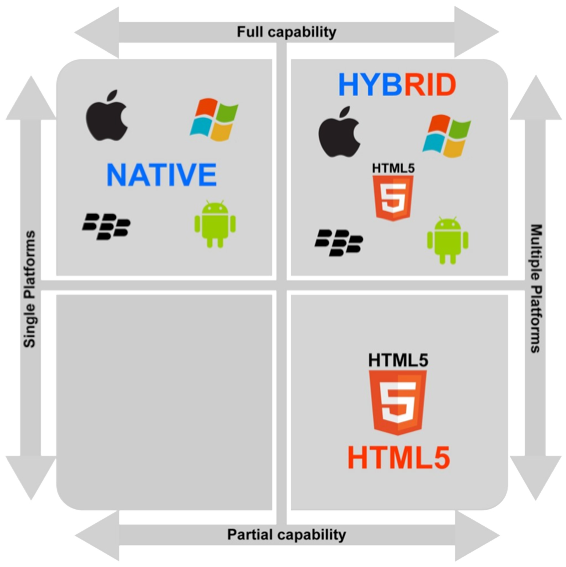 Full capability
HYBRID
HTML5
5
NATIVE
Single Platforms
Multiple Platforms
HTML5
5
HTML5
Partial capability